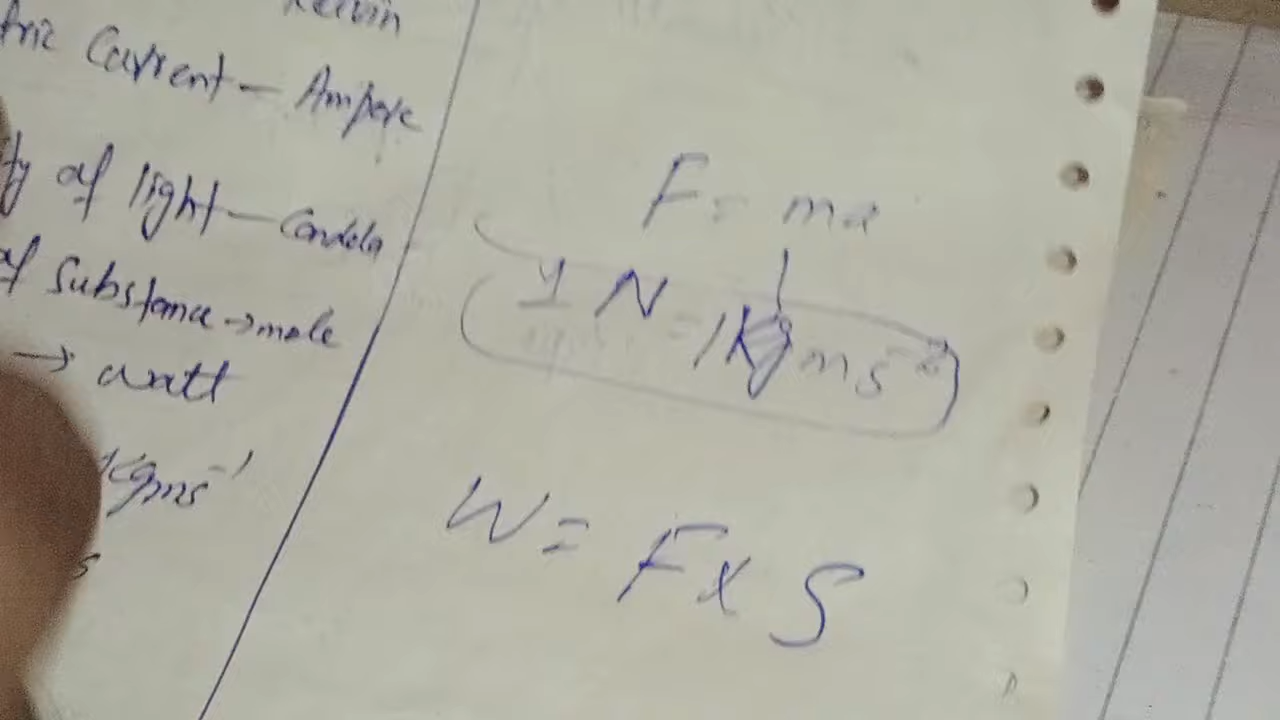 Kelvin
tric Current — Ampere
ty of light — Candela
of Substance → mole
→ watt
kgms⁻¹
s
F = ma
1 N = 1Kgms⁻²
W = F x S